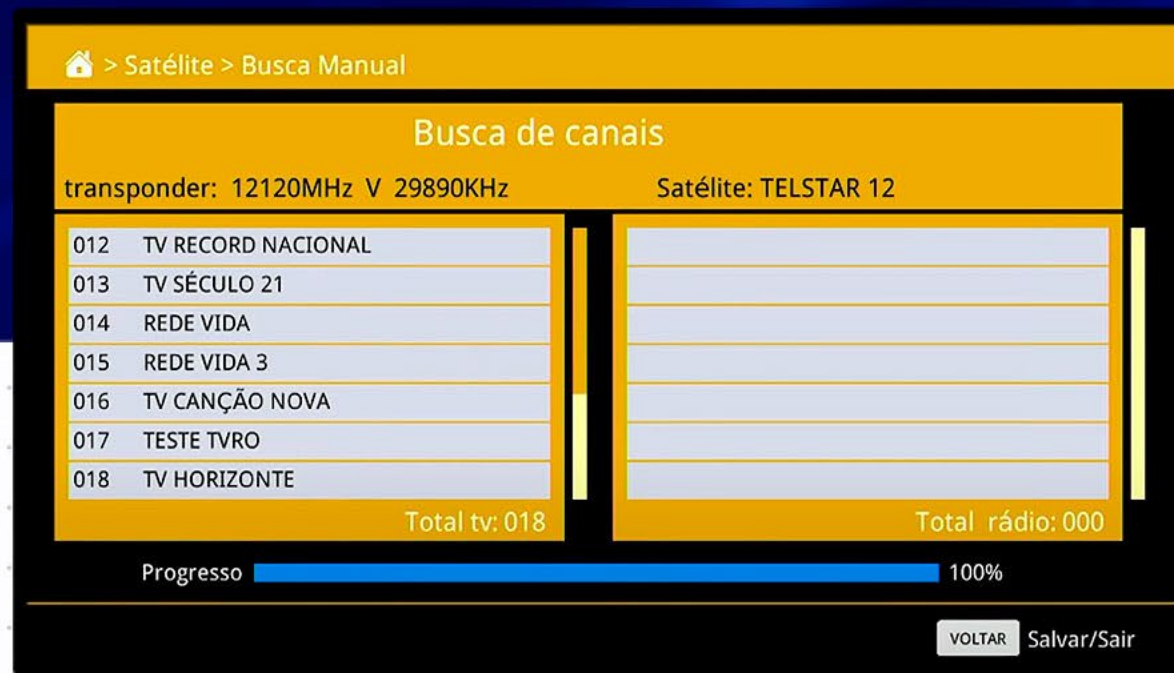 > Satélite > Busca Manual
Busca de canais
transponder: 12120MHz V 29890KHz
Satélite: TELSTAR 12
012 TV RECORD NACIONAL
013 TV SÉCULO 21
014 REDE VIDA
015 REDE VIDA 3
016 TV CANÇÃO NOVA
017 TESTE TVRO
018 TV HORIZONTE
Total tv: 018
Total rádio: 000
Progresso 100%
VOLTAR Salvar/Sair